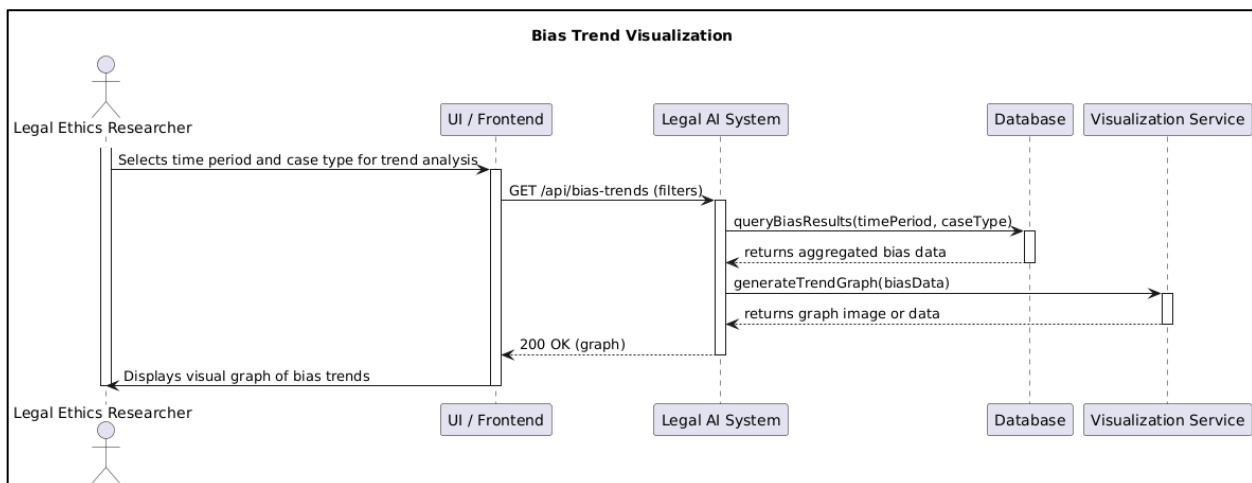 Bias Trend Visualization
Legal Ethics Researcher
UI / Frontend
Legal AI System
Database
Visualization Service
Selects time period and case type for trend analysis
GET /api/bias-trends (filters)
queryBiasResults(timePeriod, caseType)
returns aggregated bias data
generateTrendGraph(biasData)
returns graph image or data
200 OK (graph)
Displays visual graph of bias trends
Legal Ethics Researcher
UI / Frontend
Legal AI System
Database
Visualization Service